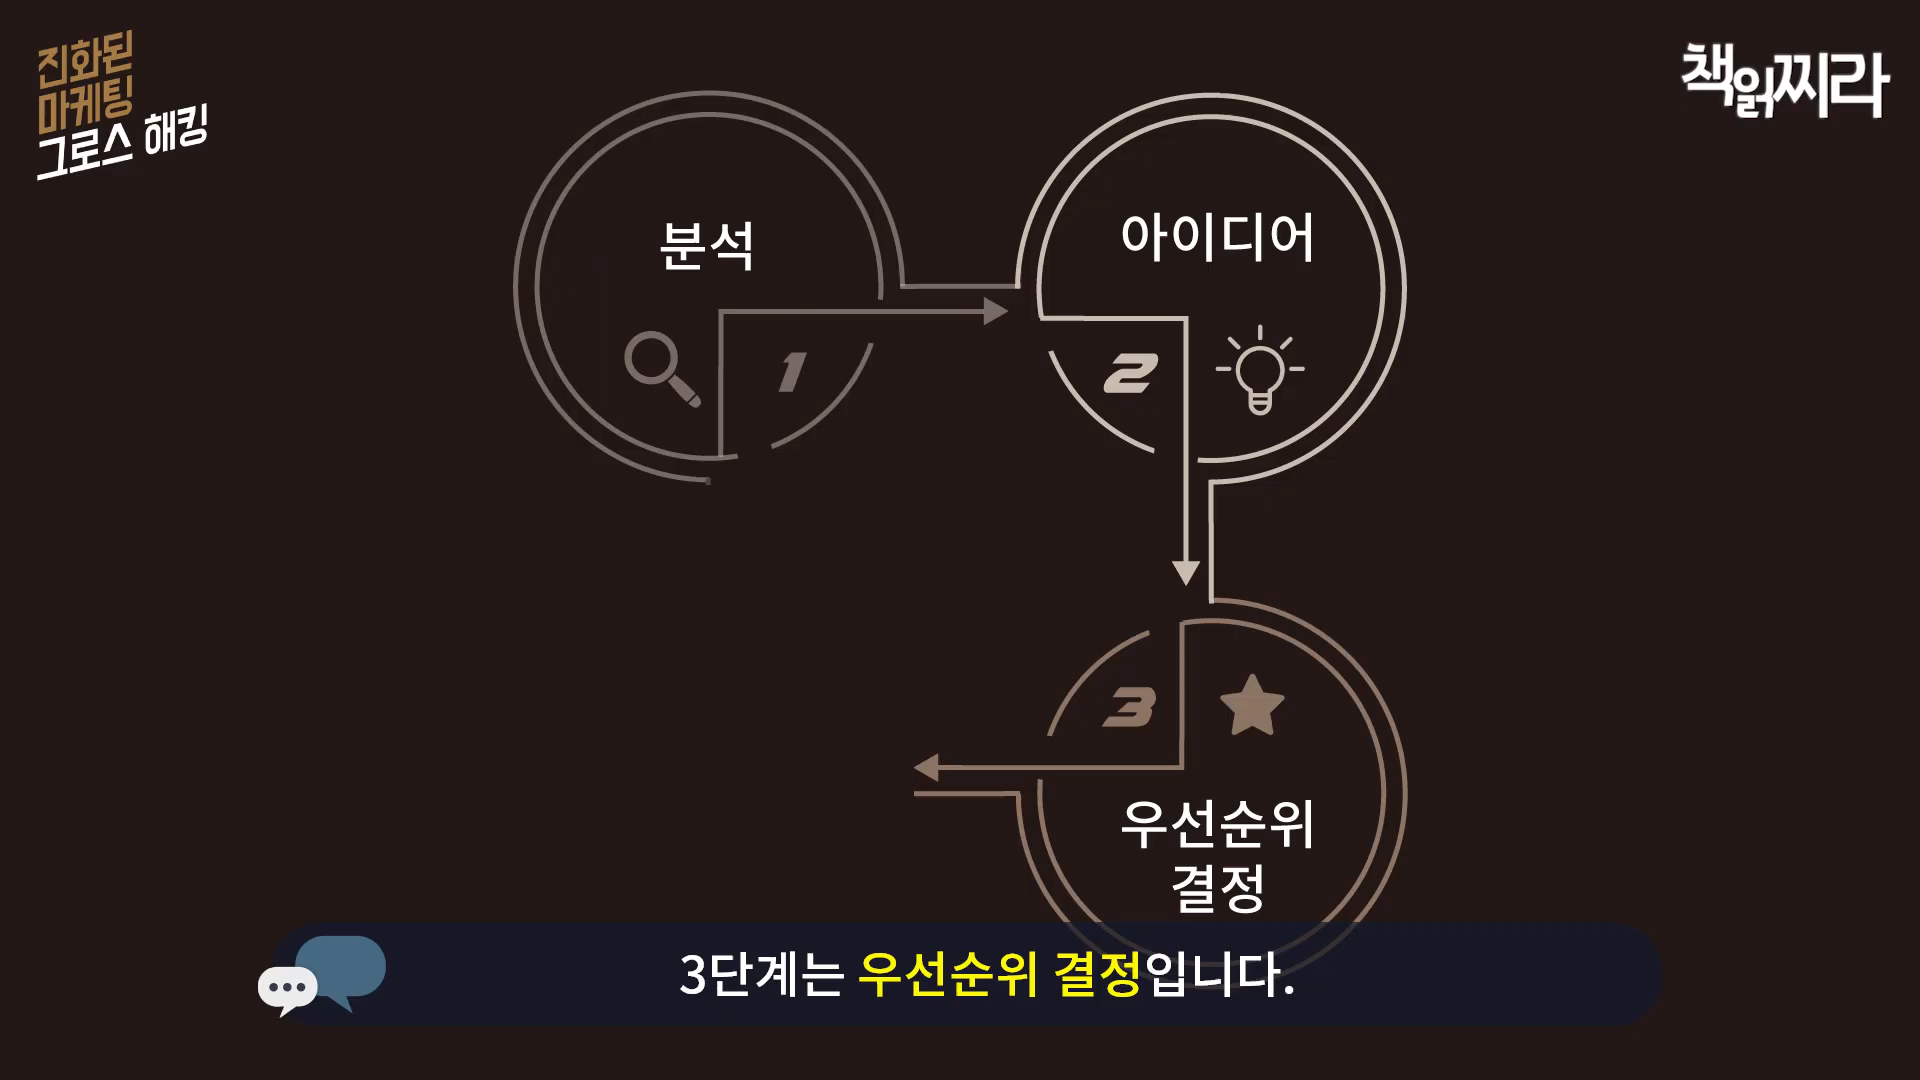 진화된
마케팅
그로스 해킹
책읽찌라
분석
1
아이디어
2
3
우선순위
결정
3단계는 우선순위 결정입니다.